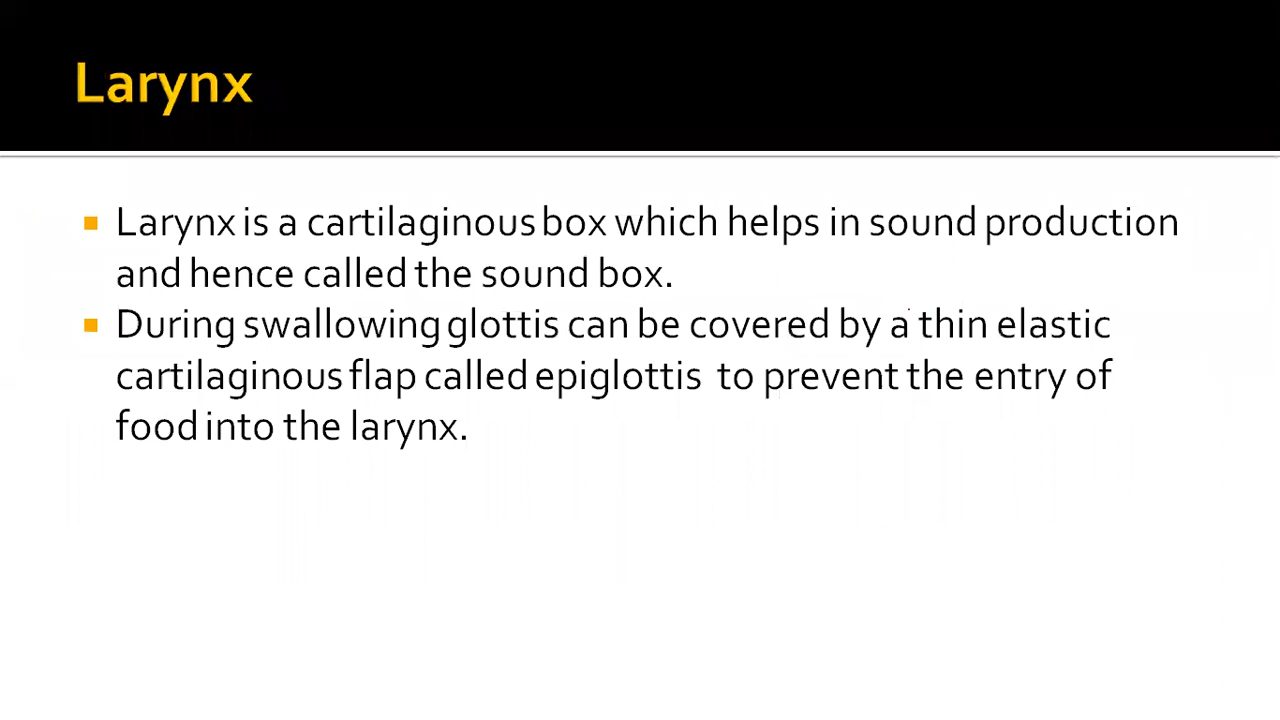 Larynx
Larynx is a cartilaginous box which helps in sound production
and hence called the sound box.
During swallowing glottis can be covered by a thin elastic
cartilaginous flap called epiglottis to prevent the entry of
food into the larynx.